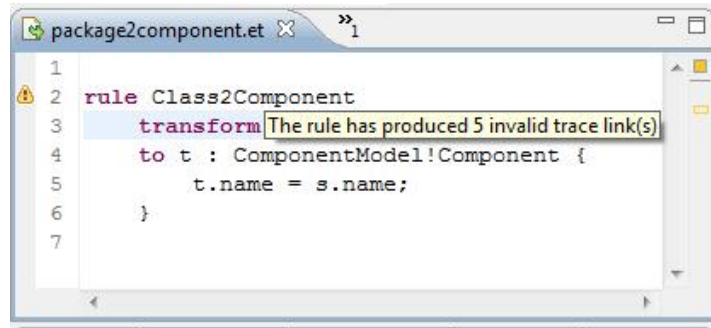 package2component.et
»1
1
2 rule Class2Component
3 transform The rule has produced 5 invalid trace link(s)
4 to t : ComponentModel!Component {
5 t.name = s.name;
6 }
7